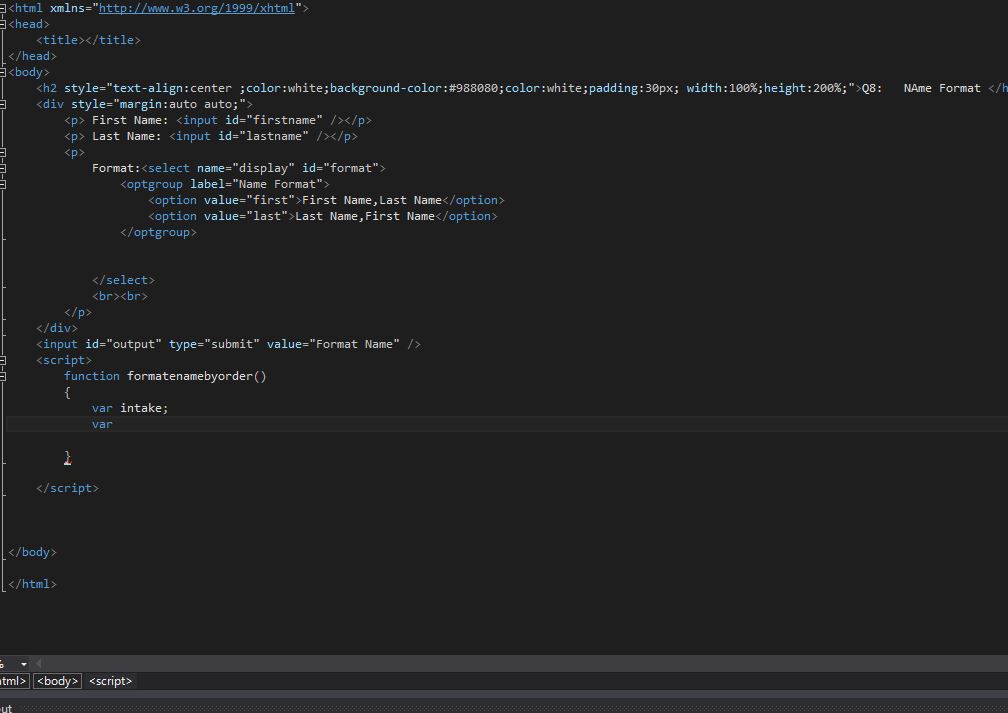 <html xmlns="http://www.w3.org/1999/xhtml">
<head>
<title></title>
</head>
<body>
<h2 style="text-align:center ;color:white;background-color:#988080;color:white;padding:30px; width:100%;height:200%;">Q8:   NAme Format </h
<div style="margin:auto auto;">
<p> First Name: <input id="firstname" /></p>
<p> Last Name: <input id="lastname" /></p>
<p>
Format:<select name="display" id="format">
<optgroup label="Name Format">
<option value="first">First Name,Last Name</option>
<option value="last">Last Name,First Name</option>
</optgroup>
</select>
<br><br>
</p>
</div>
<input id="output" type="submit" value="Format Name" />
<script>
function formatenamebyorder()
{
var intake;
var
}
</script>
</body>
</html>
%
tml> <body> <script>
ut